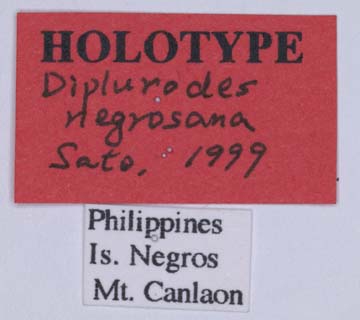 HOLOTYPE
Diplurodes
negrosana
Sato, 1999
Philippines
Is. Negros
Mt. Canlaon